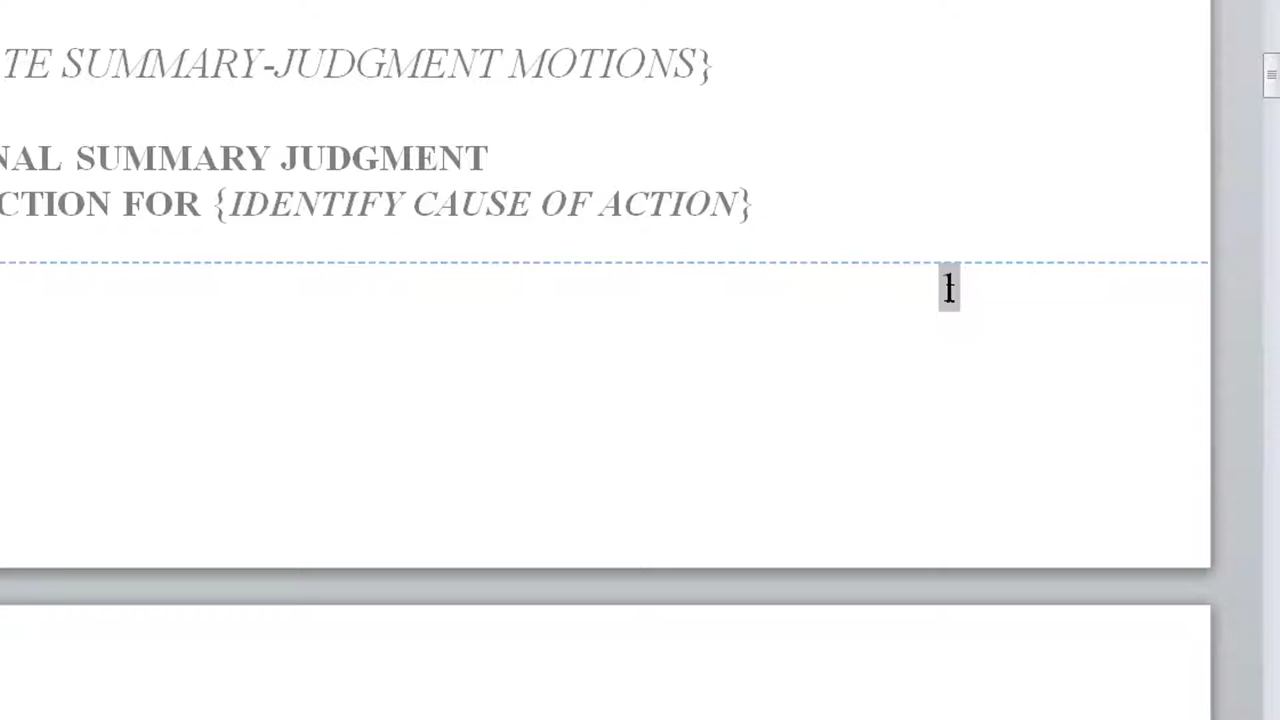 TE SUMMARY-JUDGMENT MOTIONS}
NAL SUMMARY JUDGMENT
CTION FOR {IDENTIFY CAUSE OF ACTION}
1